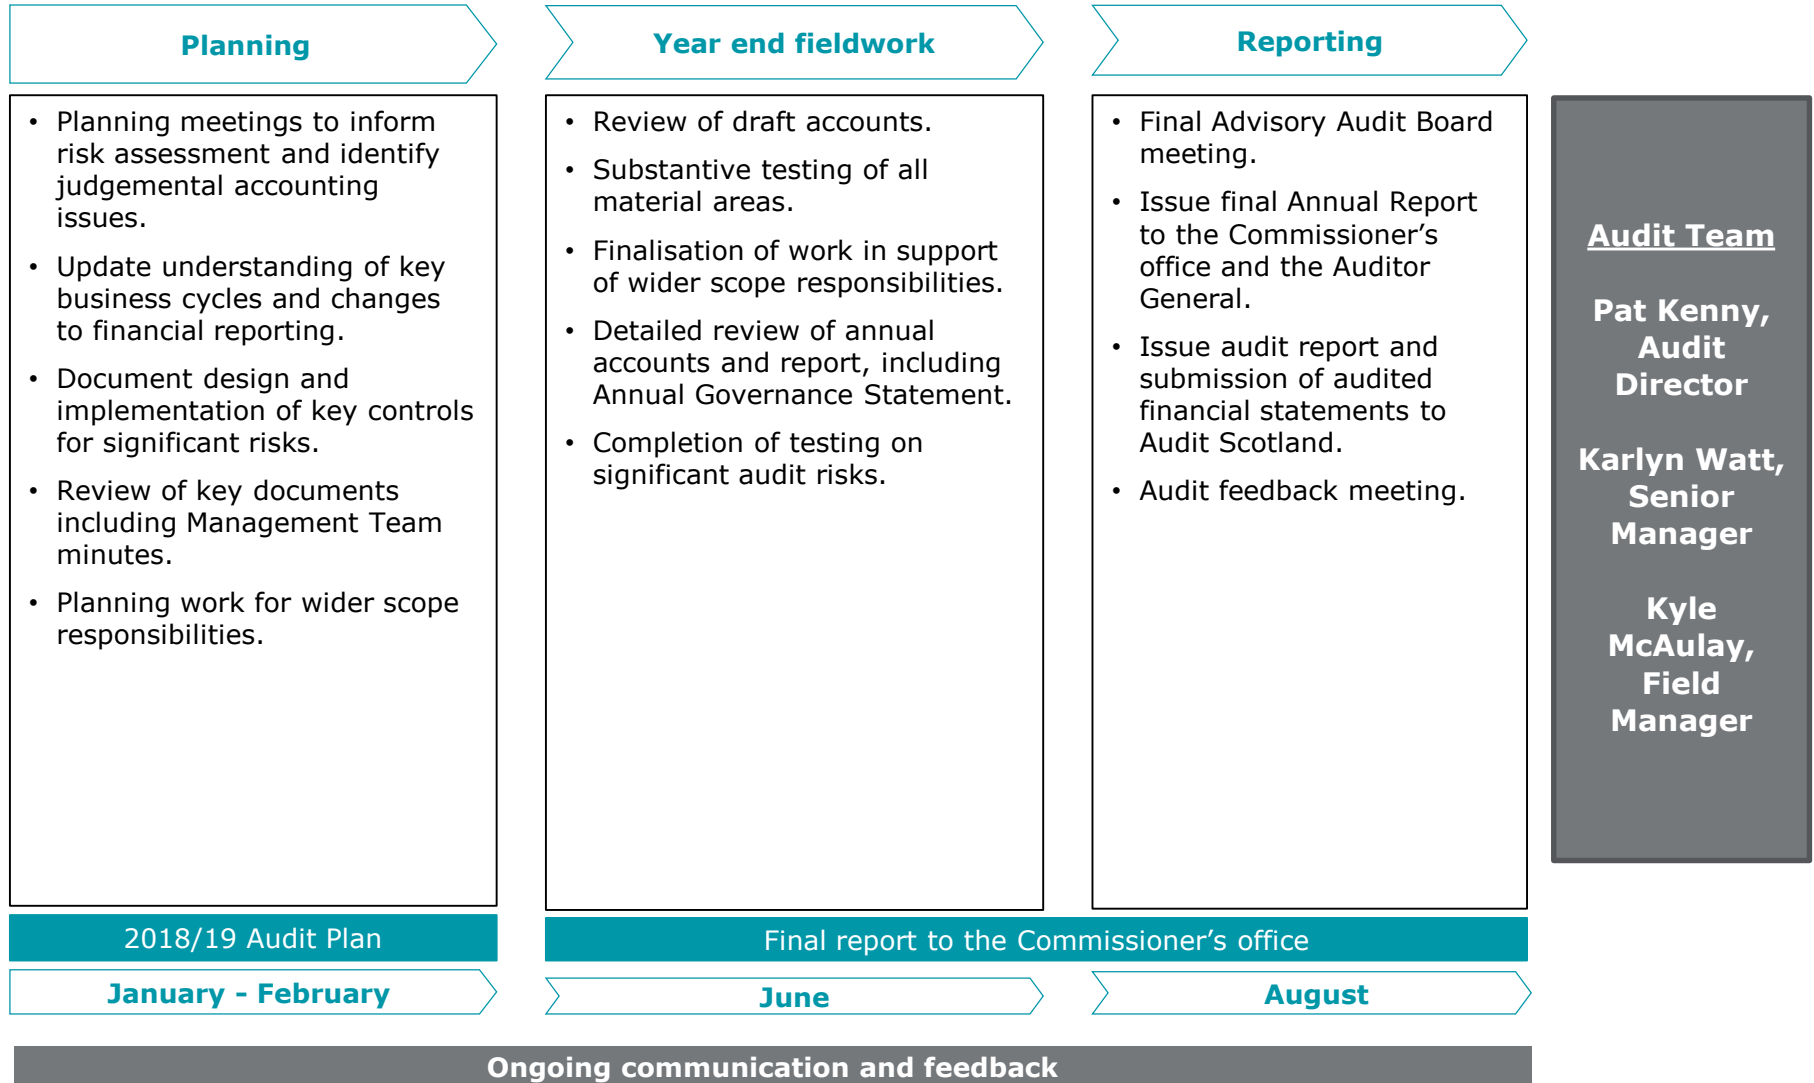 Planning
• Planning meetings to inform
risk assessment and identify
judgemental accounting
issues.
• Update understanding of key
business cycles and changes
to financial reporting.
• Document design and
implementation of key controls
for significant risks.
• Review of key documents
including Management Team
minutes.
• Planning work for wider scope
responsibilities.
2018/19 Audit Plan
January - February
Year end fieldwork
• Review of draft accounts.
• Substantive testing of all
material areas.
• Finalisation of work in support
of wider scope responsibilities.
• Detailed review of annual
accounts and report, including
Annual Governance Statement.
• Completion of testing on
significant audit risks.
Reporting
• Final Advisory Audit Board
meeting.
• Issue final Annual Report
to the Commissioner’s
office and the Auditor
General.
• Issue audit report and
submission of audited
financial statements to
Audit Scotland.
• Audit feedback meeting.
Final report to the Commissioner’s office
June
August
Audit Team
Pat Kenny,
Audit
Director
Karlyn Watt,
Senior
Manager
Kyle
McAulay,
Field
Manager
Ongoing communication and feedback